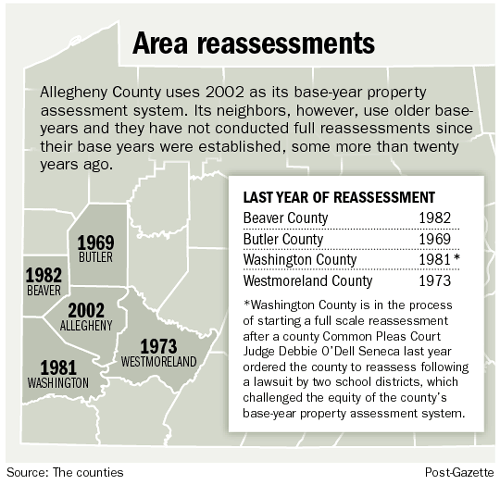 Area reassessments
Allegheny County uses 2002 as its base-year property
assessment system. Its neighbors, however, use older base-
years and they have not conducted full reassessments since
their base years were established, some more than twenty
years ago.
LAST YEAR OF REASSESSMENT
Beaver County 1982
Butler County 1969
Washington County 1981*
Westmoreland County 1973
*Washington County is in the process
of starting a full scale reassessment
after a county Common Pleas Court
Judge Debbie O'Dell Seneca last year
ordered the county to reassess following
a lawsuit by two school districts, which
challenged the equity of the county's
base-year property assessment system.
1969
BUTLER
1982
BEAVER
2002
ALLEGHENY
1973
WESTMORELAND
1981
WASHINGTON
Source: The counties
Post-Gazette